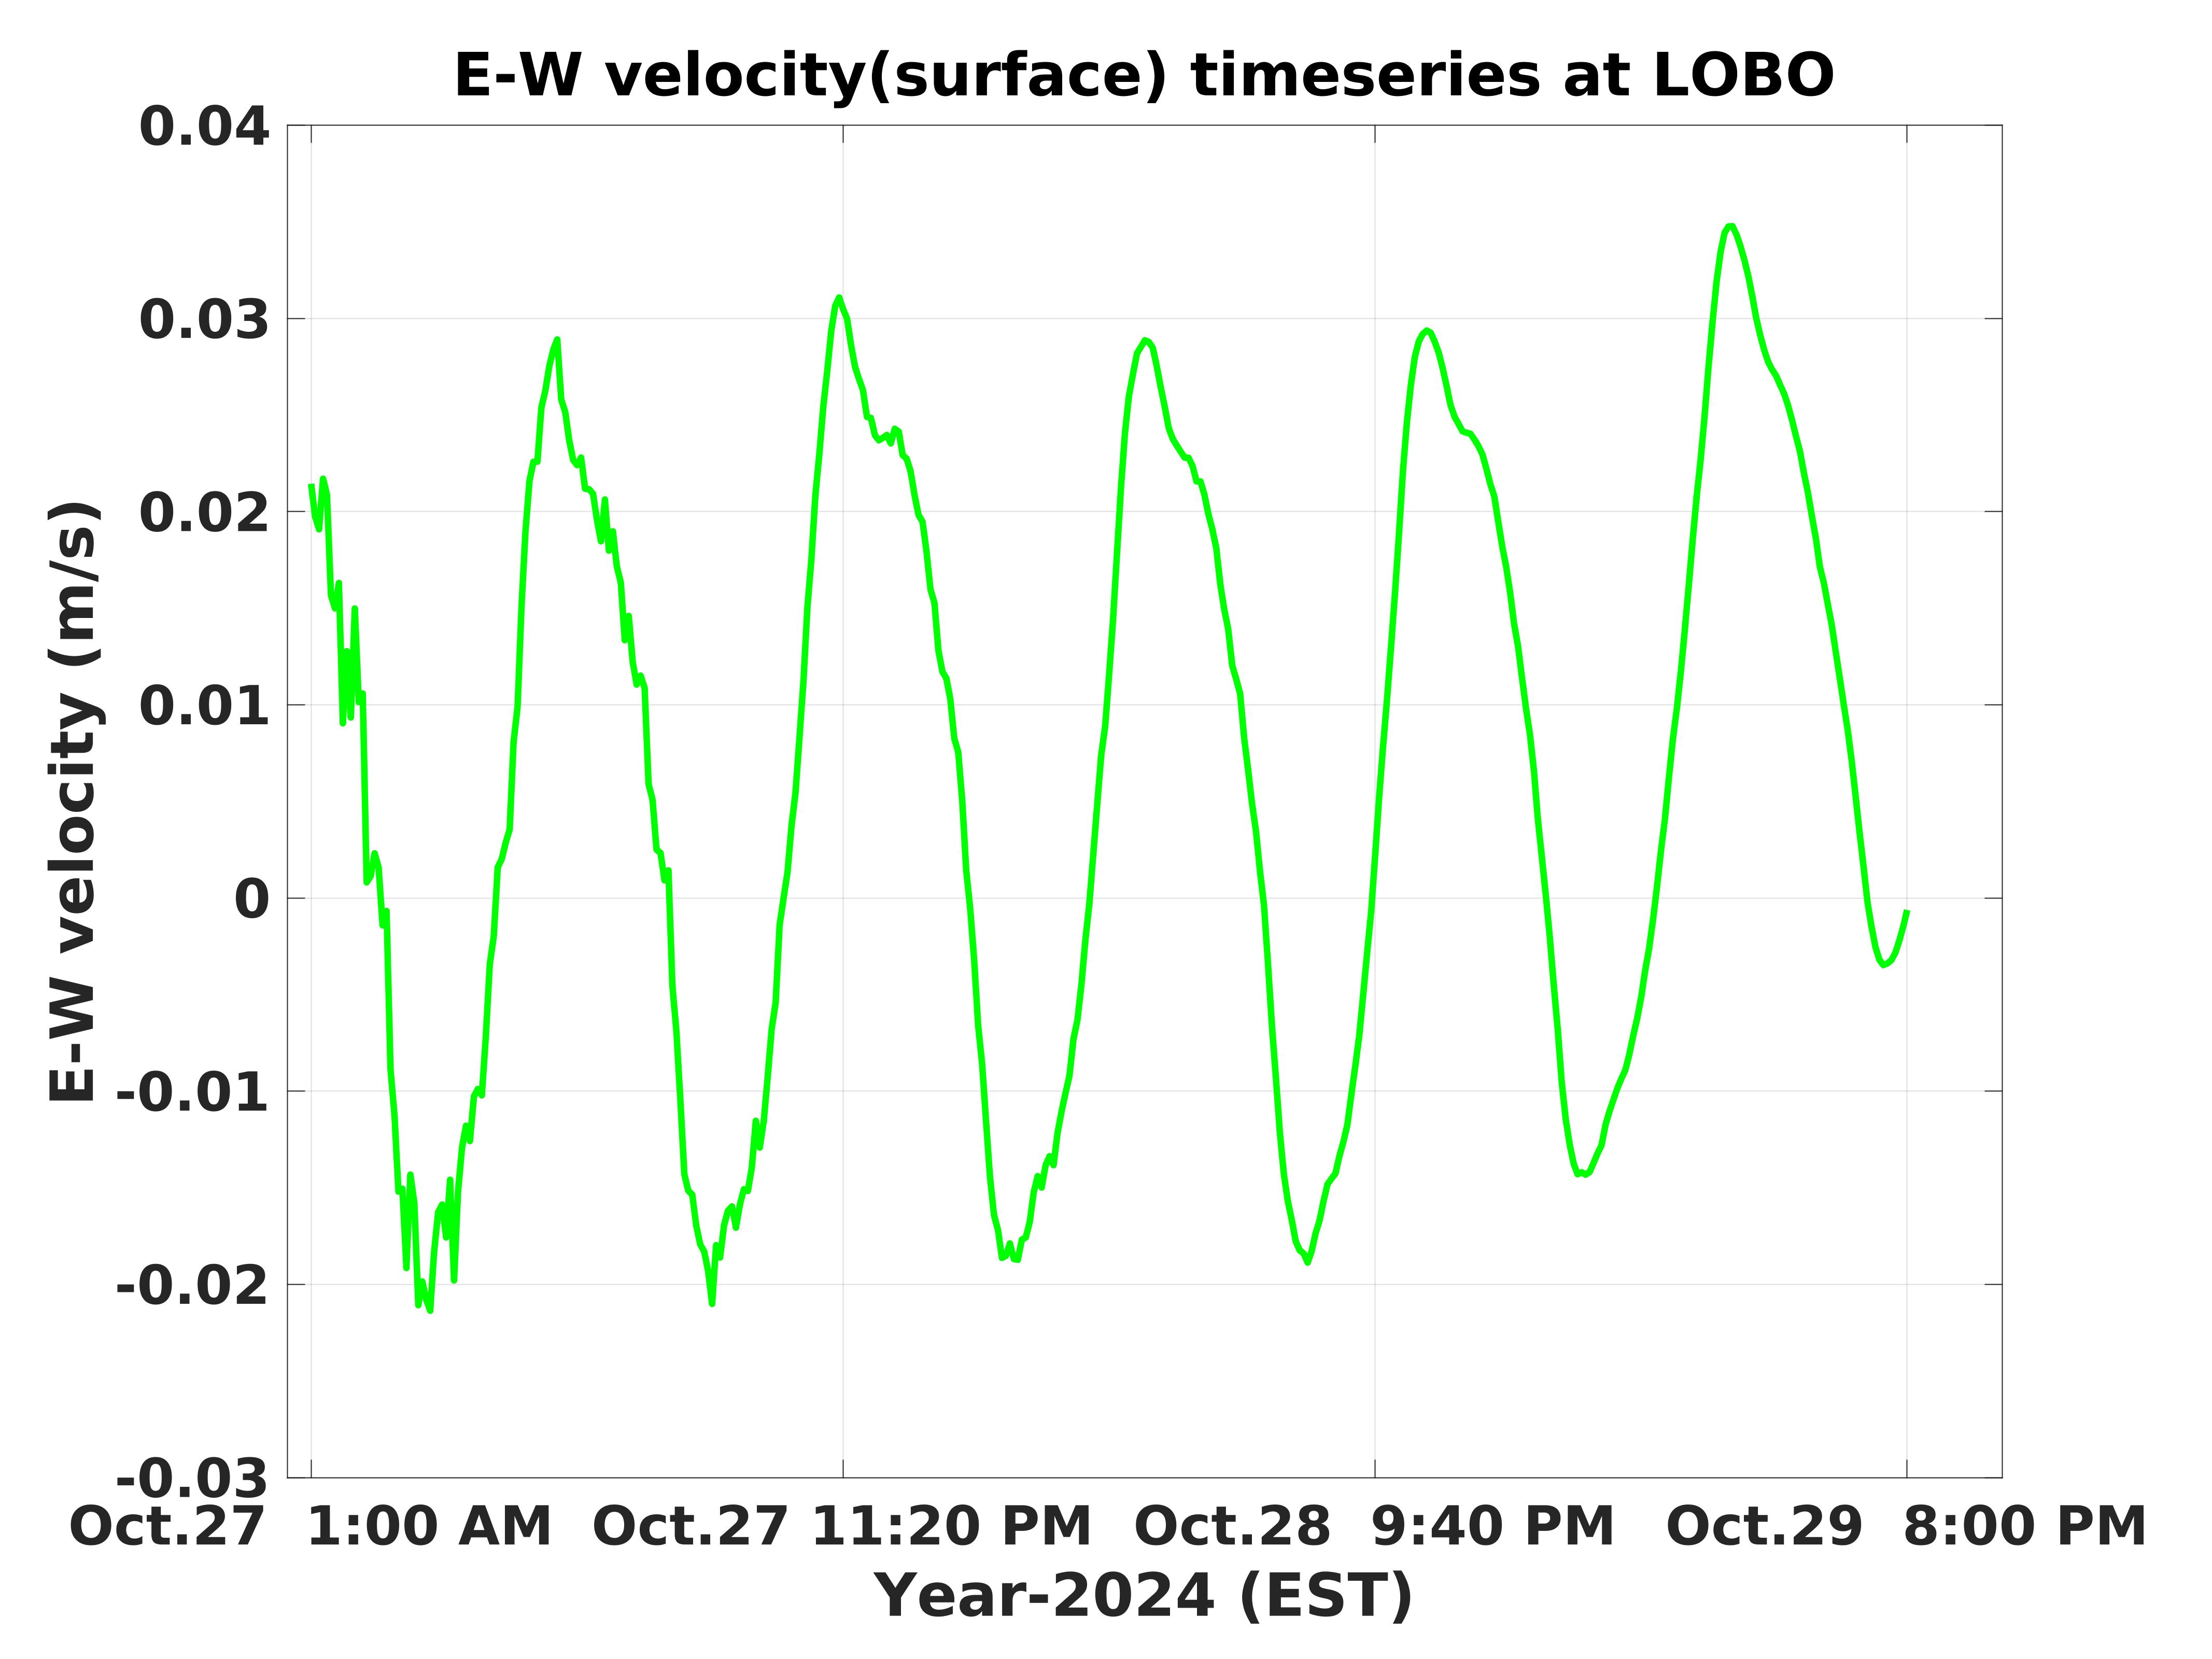 E-W velocity(surface) timeseries at LOBO
0.04
0.03
0.02
0.01
0
-0.01
-0.02
-0.03
E-W velocity (m/s)
Oct.27 1:00 AM Oct.27 11:20 PM Oct.28 9:40 PM Oct.29 8:00 PM
Year-2024 (EST)